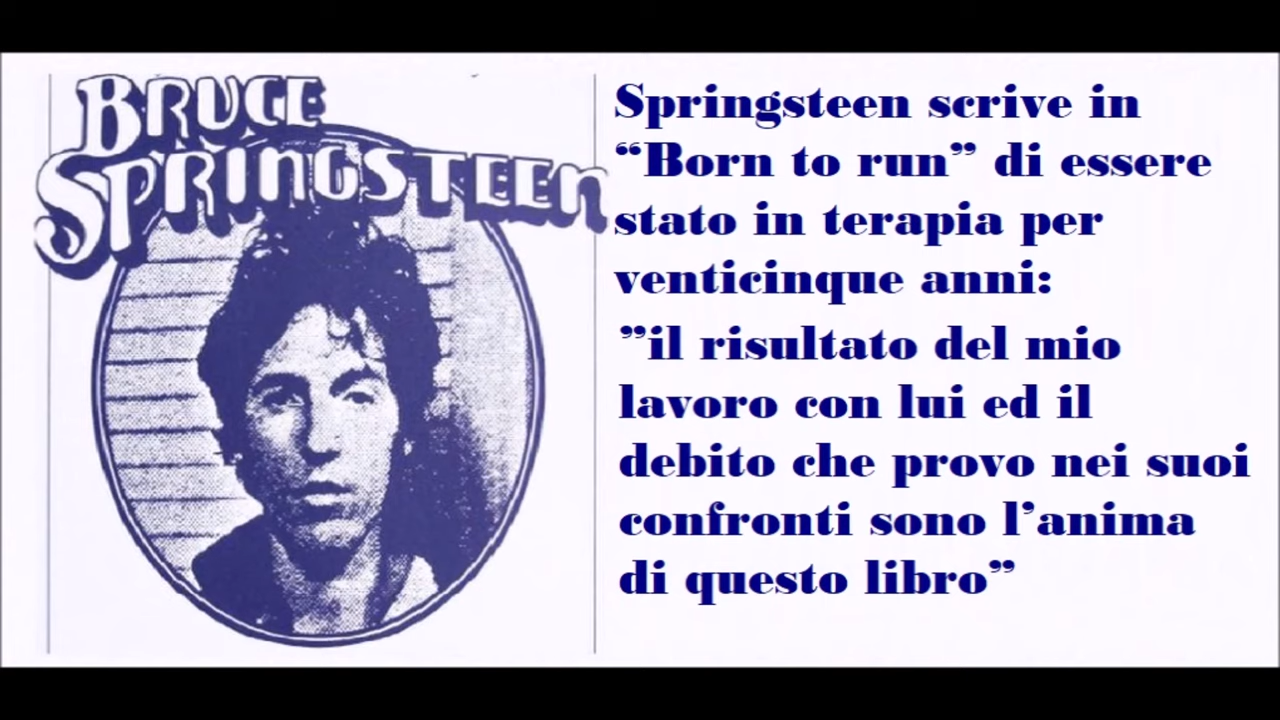 BRUCE
SPRINGSTEEN
Springsteen scrive in
“Born to run” di essere
stato in terapia per
venticinque anni:
”il risultato del mio
lavoro con lui ed il
debito che provo nei suoi
confronti sono l’anima
di questo libro”